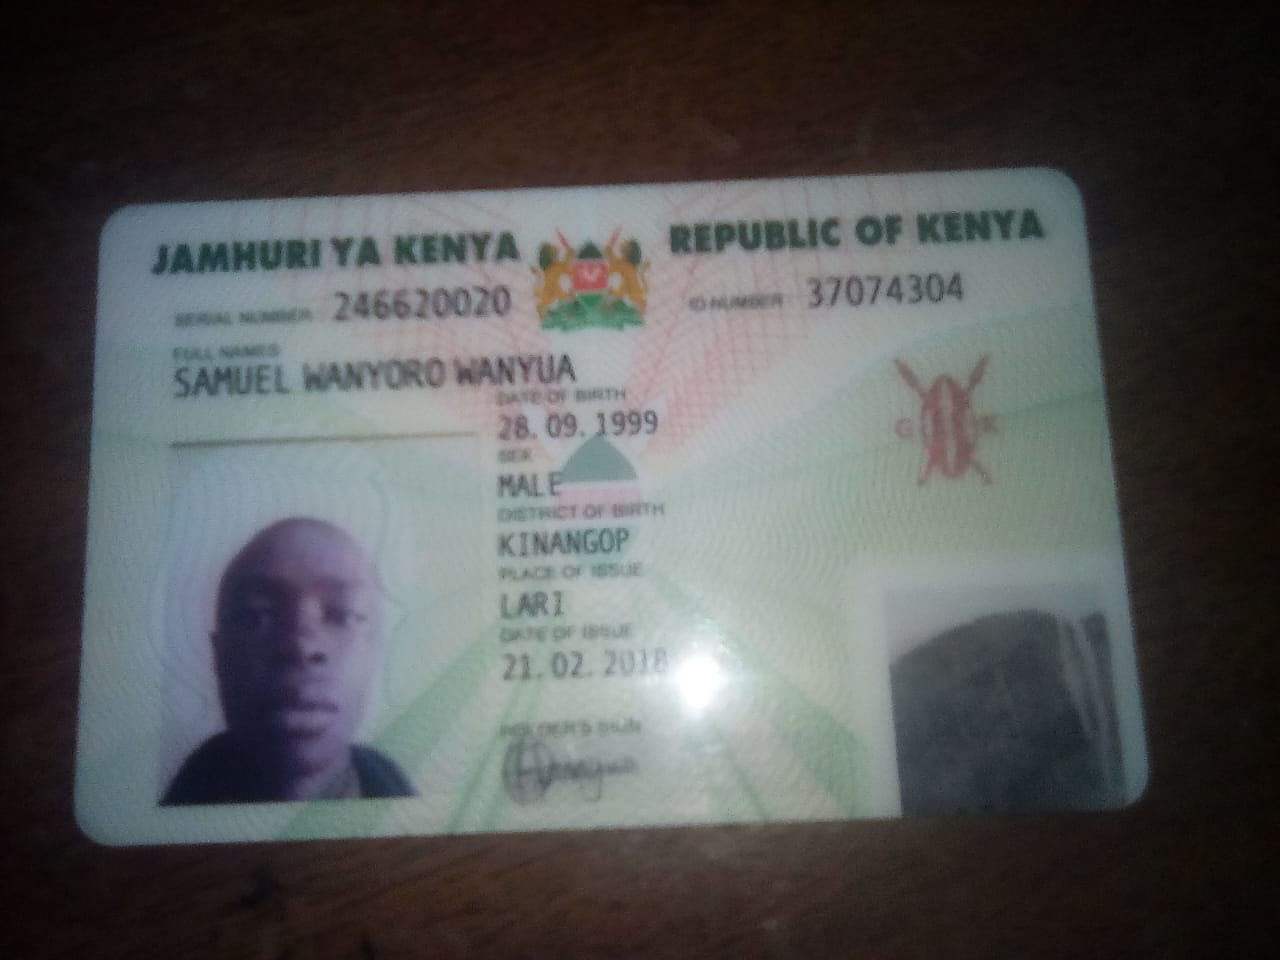 JAMHURI YA KENYA REPUBLIC OF KENYA
SERIAL NUMBER 246620020 ID NUMBER 37074304
FULL NAMES
SAMUEL WANYORO WANYUA
DATE OF BIRTH
28. 09. 1999
SEX
MALE
DISTRICT OF BIRTH
KINANGOP
PLACE OF ISSUE
LARI
DATE OF ISSUE
21. 02. 2018
HOLDER'S SIGN
G K